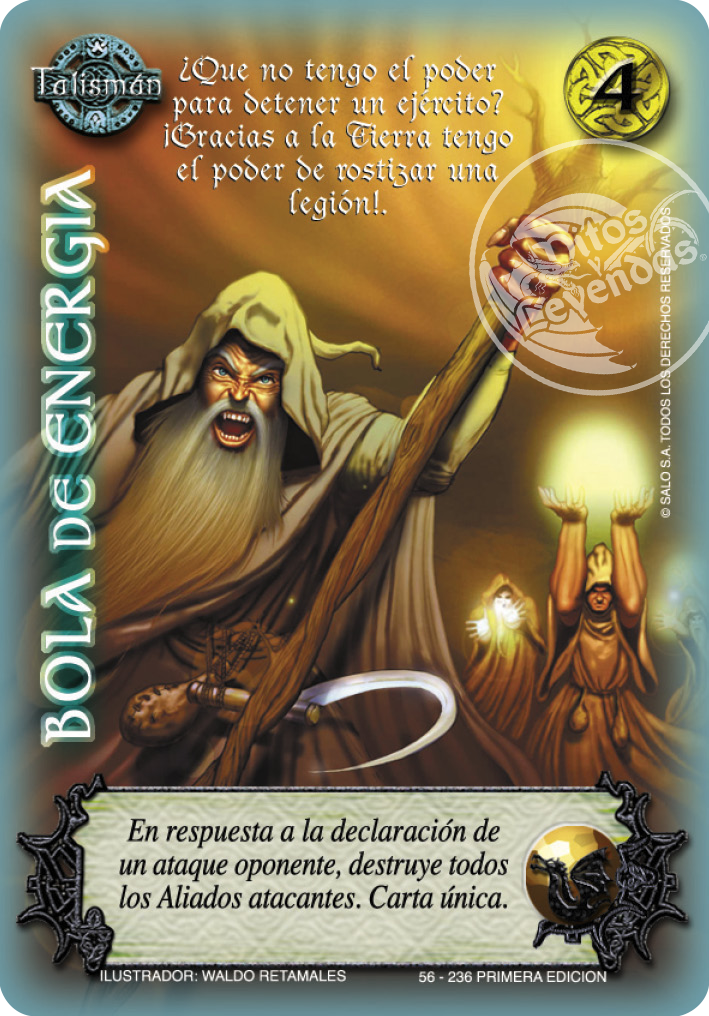 Talismán
¿Que no tengo el poder
para detener un ejército?
¡Gracias a la Tierra tengo
el poder de rostizar una
legión!.
4
Mitos
Leyendas
®
© SALO S.A. TODOS LOS DERECHOS RESERVADOS
BOLA DE ENERGIA
En respuesta a la declaración de
un ataque oponente, destruye todos
los Aliados atacantes. Carta única.
ILUSTRADOR: WALDO RETAMALES
56 - 236 PRIMERA EDICION